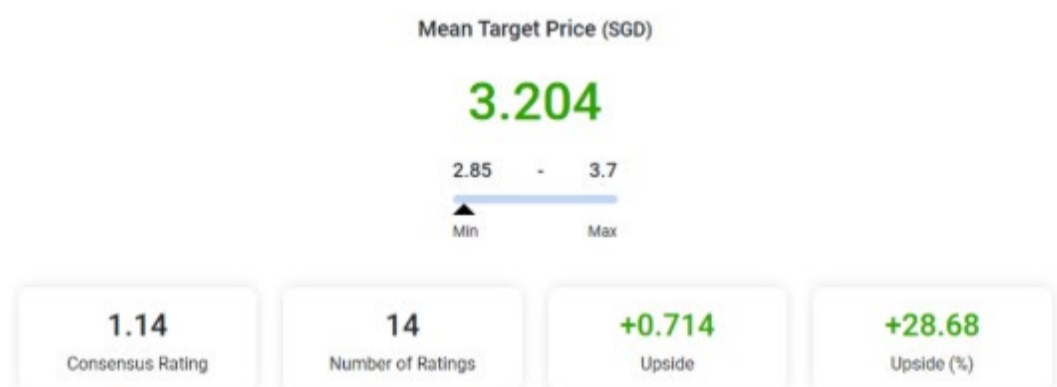 Mean Target Price (SGD)
3.204
2.85 - 3.7
Min Max
1.14 14 +0.714 +28.68
Consensus Rating Number of Ratings Upside Upside (%)